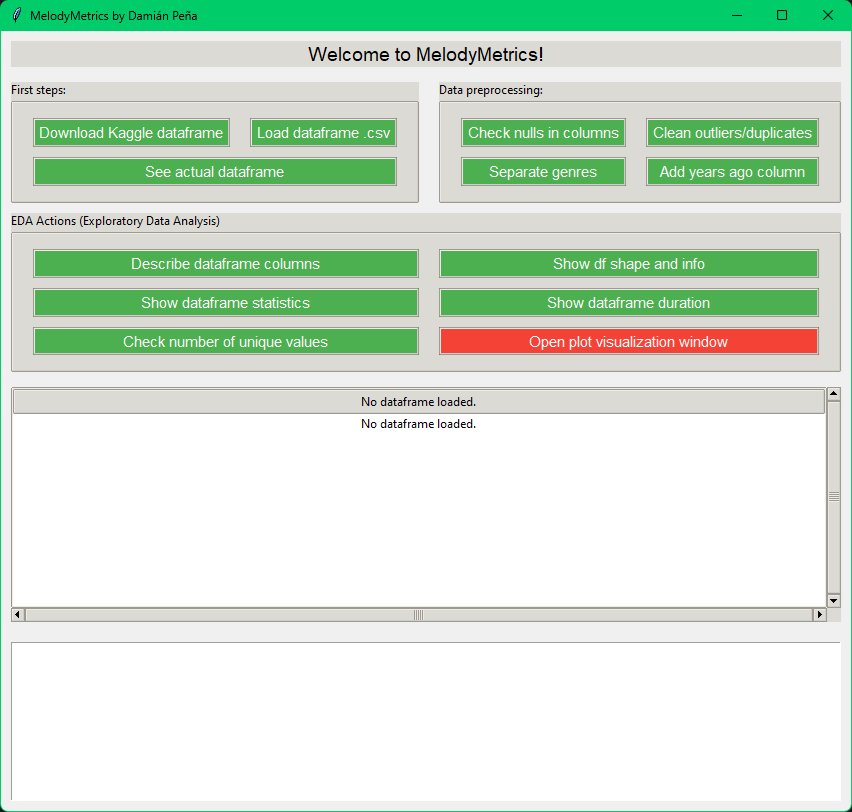 MelodyMetrics by Damián Peña
Welcome to MelodyMetrics!
First steps:
Download Kaggle dataframe
Load dataframe .csv
See actual dataframe
Data preprocessing:
Check nulls in columns
Clean outliers/duplicates
Separate genres
Add years ago column
EDA Actions (Exploratory Data Analysis)
Describe dataframe columns
Show df shape and info
Show dataframe statistics
Show dataframe duration
Check number of unique values
Open plot visualization window
No dataframe loaded.
No dataframe loaded.